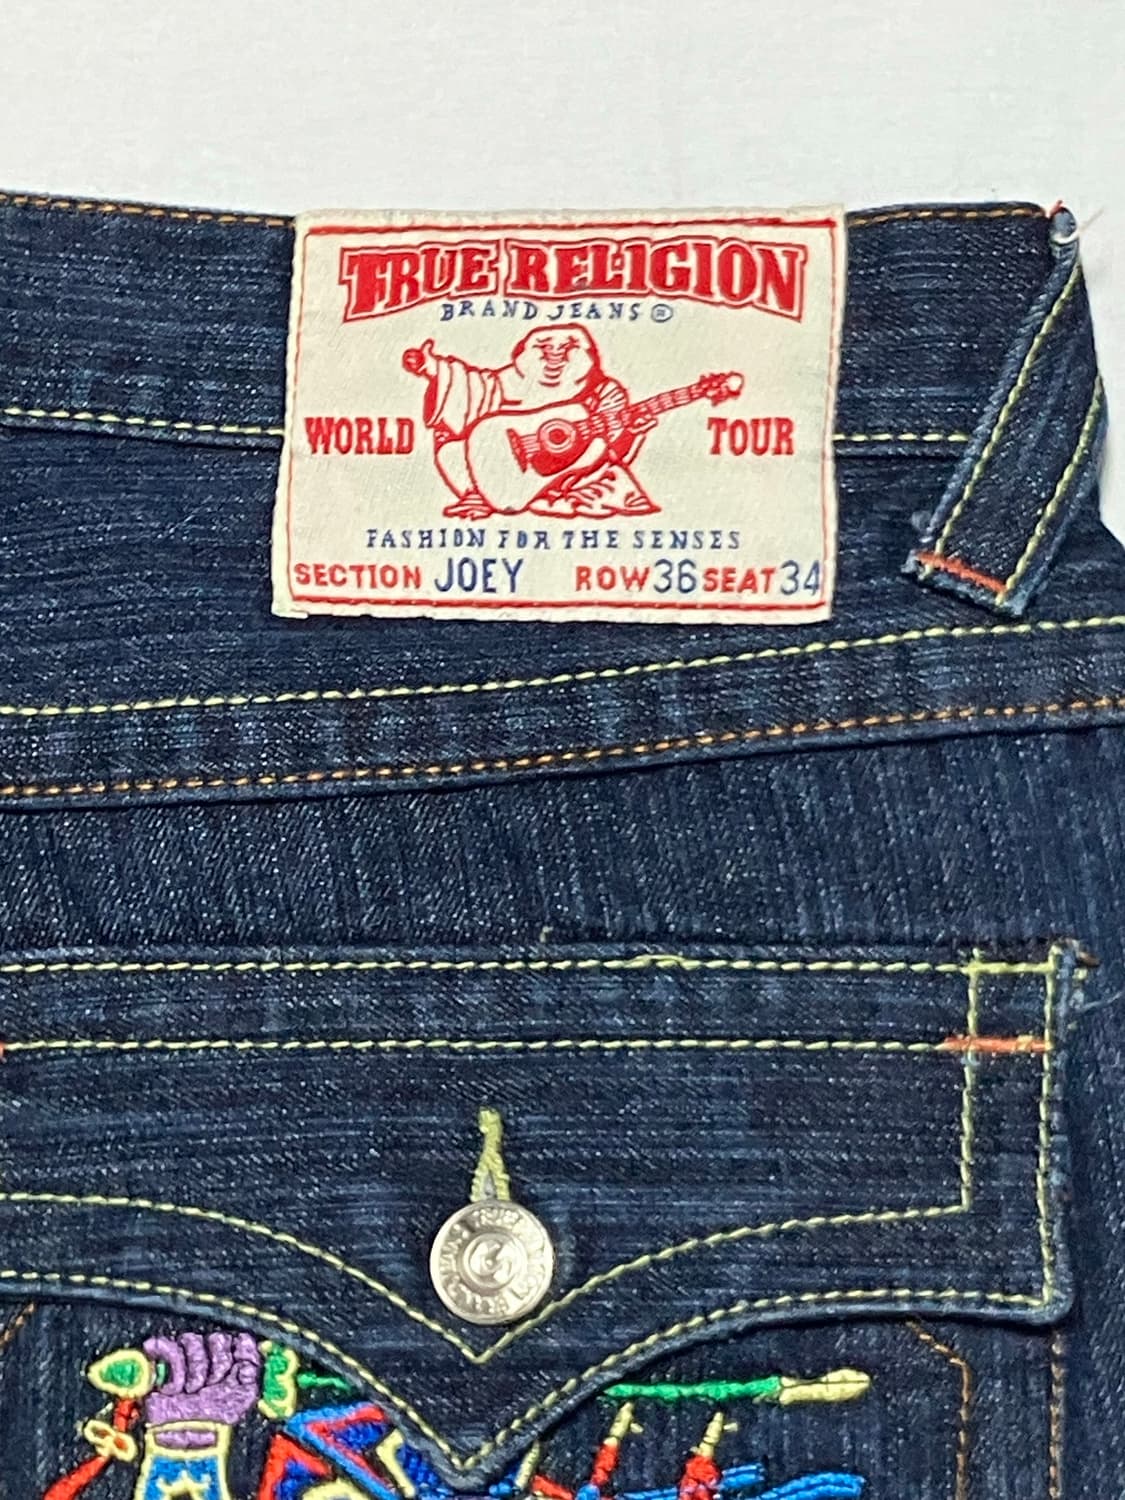 TRUE RELIGION
BRAND JEANS ®
WORLD TOUR
FASHION FOR THE SENSES
SECTION JOEY ROW 36 SEAT 34